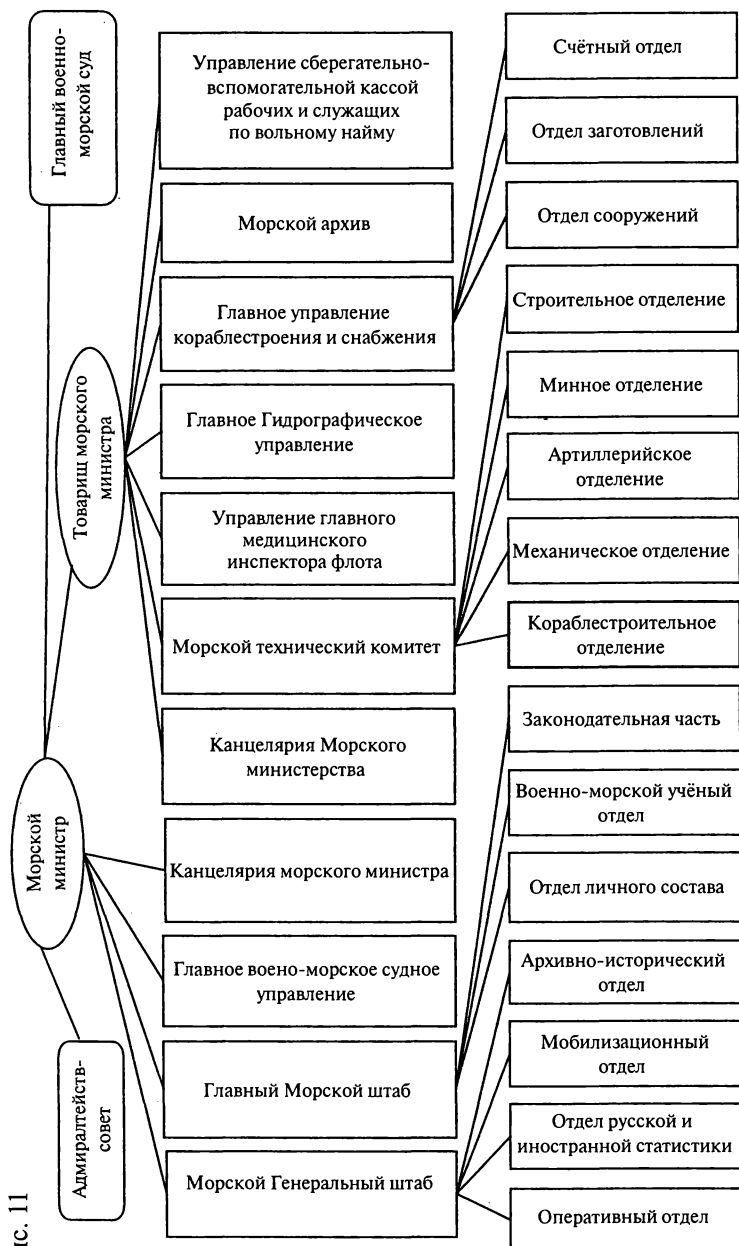 Главный военно-
морской суд
Товарищ морского
министра
Морской
министр
Адмиралтейств-
совет
Управление сберегательно-
вспомогательной кассой
рабочих и служащих
по вольному найму
Морской архив
Главное управление
кораблестроения и снабжения
Главное Гидрографическое
управление
Управление главного
медицинского
инспектора флота
Морской технический комитет
Канцелярия Морского
министерства
Канцелярия морского министра
Главное воено-морское судное
управление
Главный Морской штаб
Морской Генеральный штаб
Счётный отдел
Отдел заготовлений
Отдел сооружений
Строительное отделение
Минное отделение
Артиллерийское
отделение
Механическое отделение
Кораблестроительное
отделение
Законодательная часть
Военно-морской учёный
отдел
Отдел личного состава
Архивно-исторический
отдел
Мобилизационный
отдел
Отдел русской и
иностранной статистики
Оперативный отдел
ис. 11